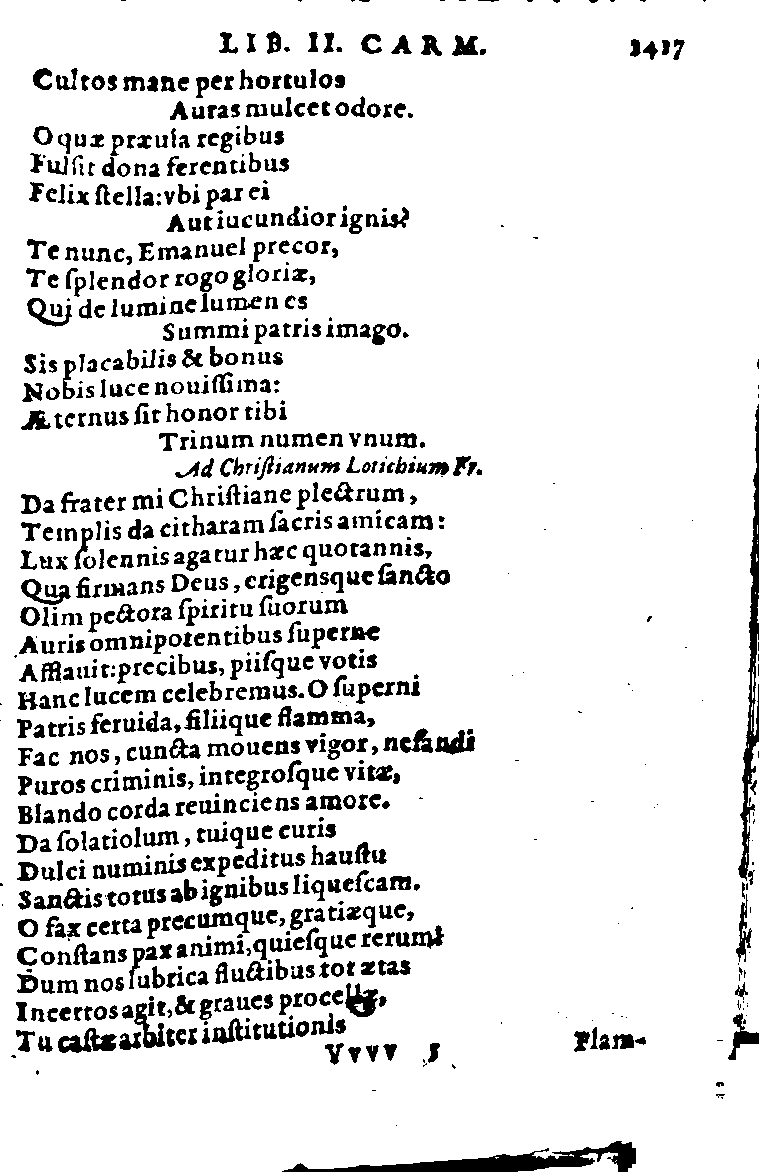 LIB. II. CARM. 1417
Cultos mane per hortulos
Auras mulcet odore.
O quæ præuia regibus
Fulsit dona ferentibus
Felix ſtella: vbi par ei
Aut iucundior ignis?
Te nunc, Emanuel precor,
Te ſplendor rogo gloriæ,
Qui de lumine lumen es
Summi patris imago.
Sis placabilis & bonus
Nobis luce nouiſſima:
Æternus ſit honor tibi
Trinum numen vnum.
Ad Chriſtianum Lotichium Fr.
Da frater mi Chriſtiane plectrum,
Templis da citharam ſacris amicam:
Lux ſolennis agatur hæc quotannis,
Qua firmans Deus, erigensque ſancto
Olim pectora ſpiritu ſuorum
Auris omnipotentibus ſuperne
Afflauit: precibus, piiſque votis
Hanc lucem celebremus. O ſuperni
Patris feruida, filiique flamma,
Fac nos, cuncta mouens vigor, nefandi
Puros criminis, integroſque vitæ,
Blando corda reuinciens amore.
Da ſolatiolum, tuique curis
Dulci numinis expeditus hauſtu
Sanctis totus ab ignibus liqueſcam.
O fax certa precumque, gratiæque,
Conſtans pax animi, quieſque rerum:
Dum nos lubrica fluctibus tot ætas
Incertos agit, & graues procellæ,
Tu caſtæ arbiter inſtitutionis
Vvvv 5 Flam-